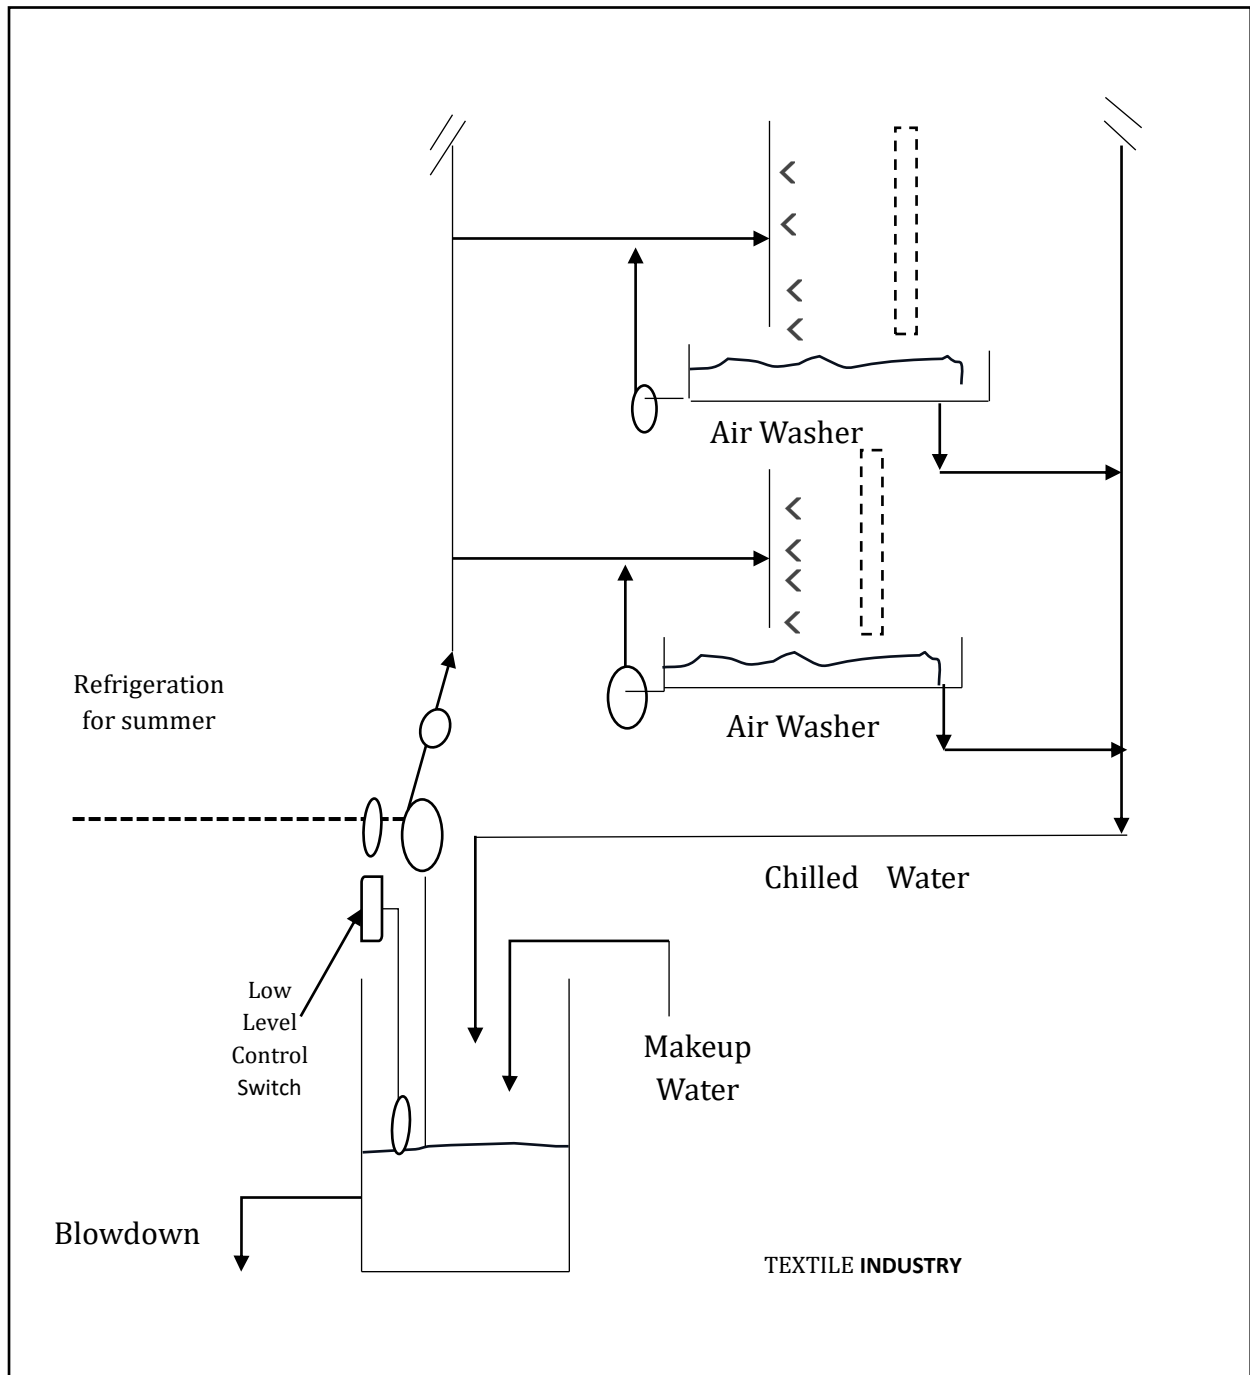 Air Washer
Refrigeration
for summer
Air Washer
Chilled Water
Low
Level
Control
Switch
Makeup
Water
Blowdown
TEXTILE INDUSTRY